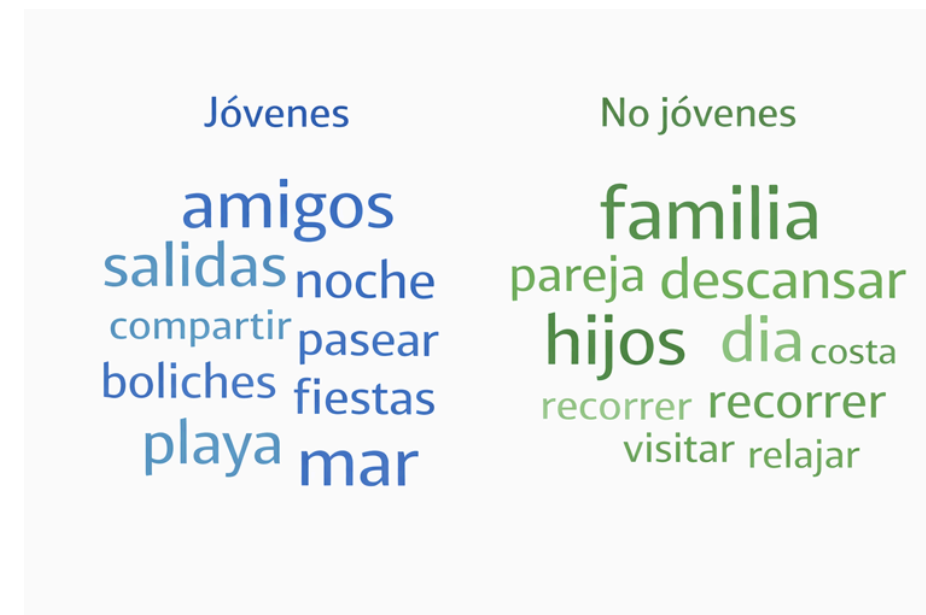 Jóvenes
amigos
salidas noche
compartir pasear
boliches fiestas
playa mar
No jóvenes
familia
pareja descansar
hijos dia costa
recorrer recorrer
visitar relajar